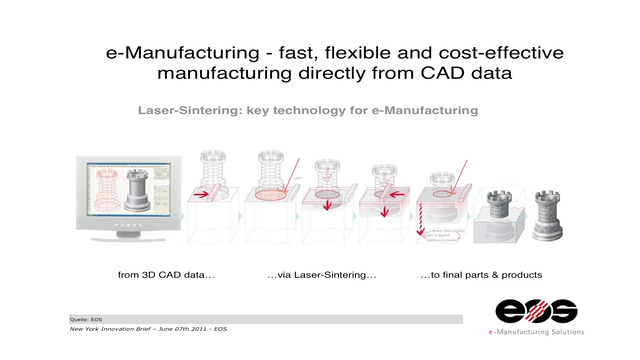 e-Manufacturing - fast, flexible and cost-effective
manufacturing directly from CAD data
Laser-Sintering: key technology for e-Manufacturing
from 3D CAD data…
…via Laser-Sintering…
…to final parts & products
Quelle: EOS
New York Innovation Brief – June 07th 2011 - EOS
eos
e-Manufacturing Solutions